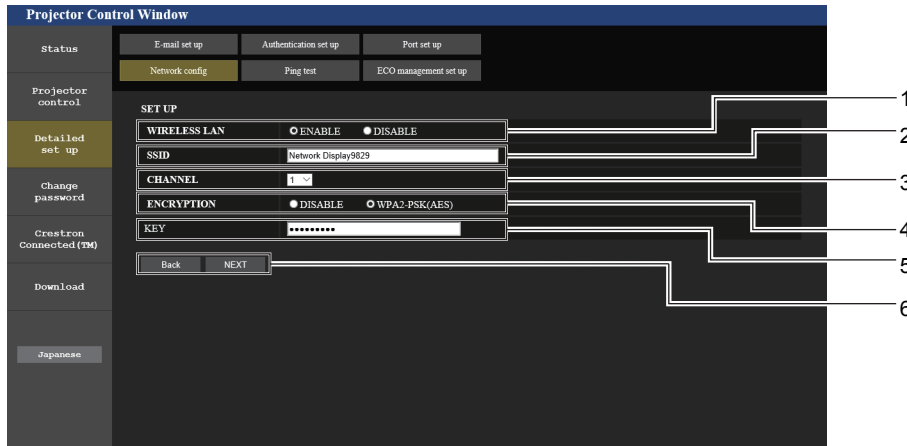 Projector Control Window
Status
E-mail set up Authentication set up Port set up
Network config Ping test ECO management set up
Projector
control
Detailed
set up
Change
password
Crestron
Connected(TM)
Download
Japanese
SET UP
WIRELESS LAN ENABLE DISABLE
SSID Network Display9829
CHANNEL 1
ENCRYPTION DISABLE WPA2-PSK(AES)
KEY •••••••••
Back NEXT
1
2
3
4
5
6